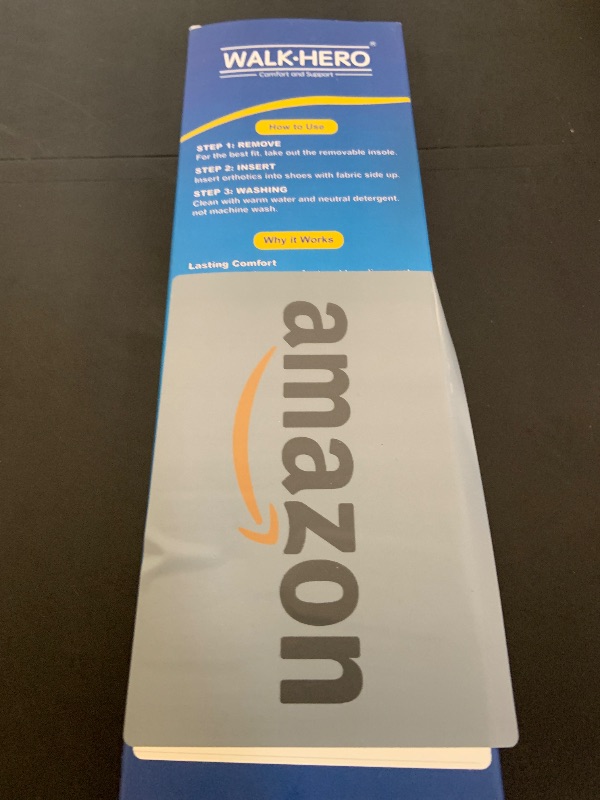 WALK·HERO®
Comfort and Support
How to Use
STEP 1: REMOVE
For the best fit, take out the removable insole.
STEP 2: INSERT
Insert orthotics into shoes with fabric side up.
STEP 3: WASHING
Clean with warm water and neutral detergent.
not machine wash.
Why it Works
Lasting Comfort
amazon